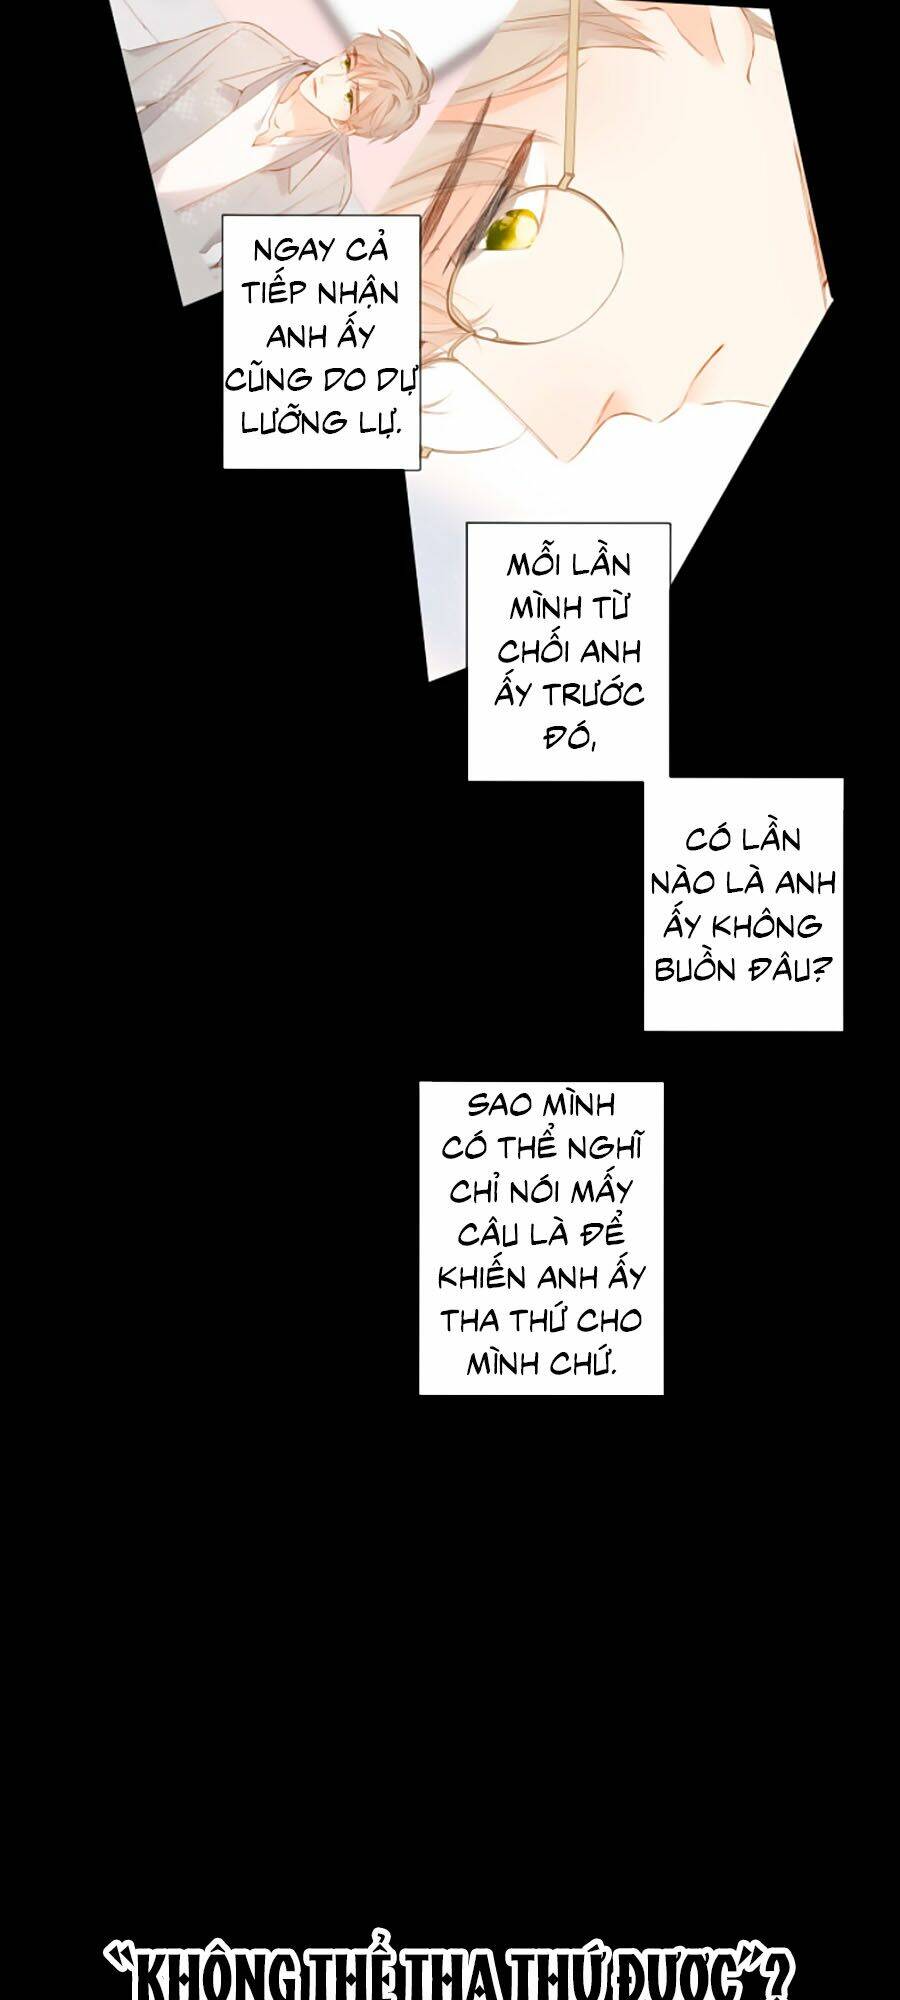 NGAY CẢ
TIẾP NHẬN
ANH ẤY
CŨNG DO DỰ
LƯỠNG LỰ.
MỖI LẦN
MÌNH TỪ
CHỐI ANH
ẤY TRƯỚC
ĐÓ,
CÓ LẦN
NÀO LÀ ANH
ẤY KHÔNG
BUỒN ĐÂU?
SAO MÌNH
CÓ THỂ NGHĨ
CHỈ NÓI MẤY
CÂU LÀ ĐỂ
KHIẾN ANH ẤY
THA THỨ CHO
MÌNH CHỨ.
“KHÔNG THỂ THA THỨ ĐƯỢC”?